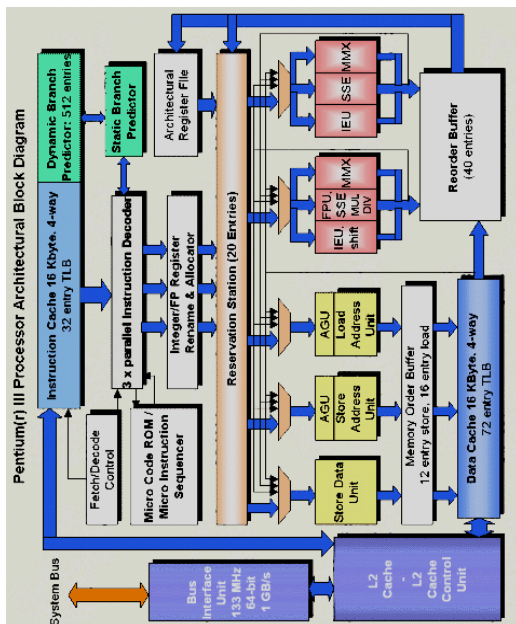 Pentium(r) III Processor Architectural Block Diagram
Instruction Cache 16 Kbyte. 4-way
32 entry TLB
Dynamic Branch
Predictor: 512 entries
Fetch/Decode
Control
3 x parallel Instruction Decoder
Static Branch
Predictor
Micro Code ROM /
Micro Instruction
Sequencer
Integer/FP Register
Rename & Allocator
Architectural
Register File
Reservation Station (20 Entries)
System Bus
Bus
Interface
Unit
133 MHz
64-bit
1 GB/s
Store Data
Unit
AGU
Store
Address
Unit
AGU
Load
Address
Unit
IEU,
shift
FPU,
SSE
MUL
DIV
MMX
IEU
SSE
MMX
Memory Order Buffer
12 entry store. 16 entry load
Reorder Buffer
(40 entries)
L2
Cache
-
L2
Cache
Control
Unit
Data Cache 16 KByte. 4-way
72 entry TLB